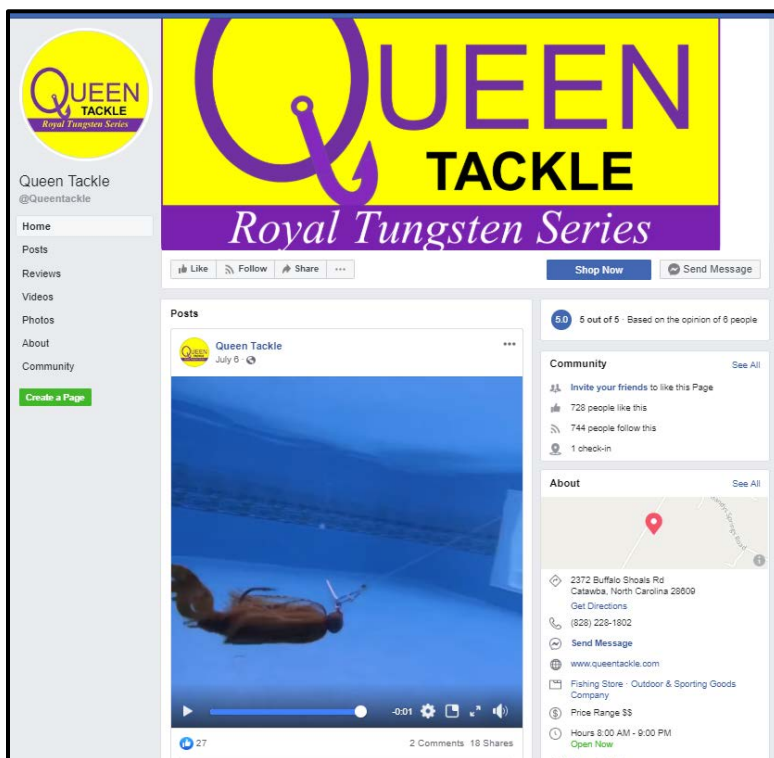 QUEEN
TACKLE
Royal Tungsten Series
Queen Tackle
@Queentackle
Home
Posts
Reviews
Videos
Photos
About
Community
Create a Page
QUEEN
TACKLE
Royal Tungsten Series
Like Follow Share
Shop Now Send Message
Posts
Queen Tackle
July 6
-0:01
27 2 Comments 18 Shares
5.0 5 out of 5 · Based on the opinion of 6 people
Community See All
Invite your friends to like this Page
728 people like this
744 people follow this
1 check-in
About See All
Springs Road
2372 Buffalo Shoals Rd
Catawba, North Carolina 28609
Get Directions
(828) 228-1802
Send Message
www.queentackle.com
Fishing Store · Outdoor & Sporting Goods
Company
Price Range $$
Hours 8:00 AM - 9:00 PM
Open Now